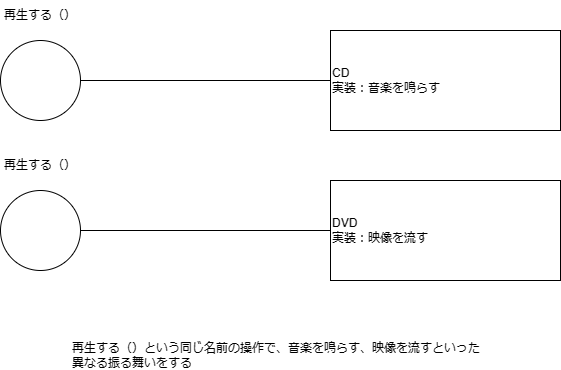 再生する（）
CD
実装：音楽を鳴らす
再生する（）
DVD
実装：映像を流す
再生する（）という同じ名前の操作で、音楽を鳴らす、映像を流すといった
異なる振る舞いをする